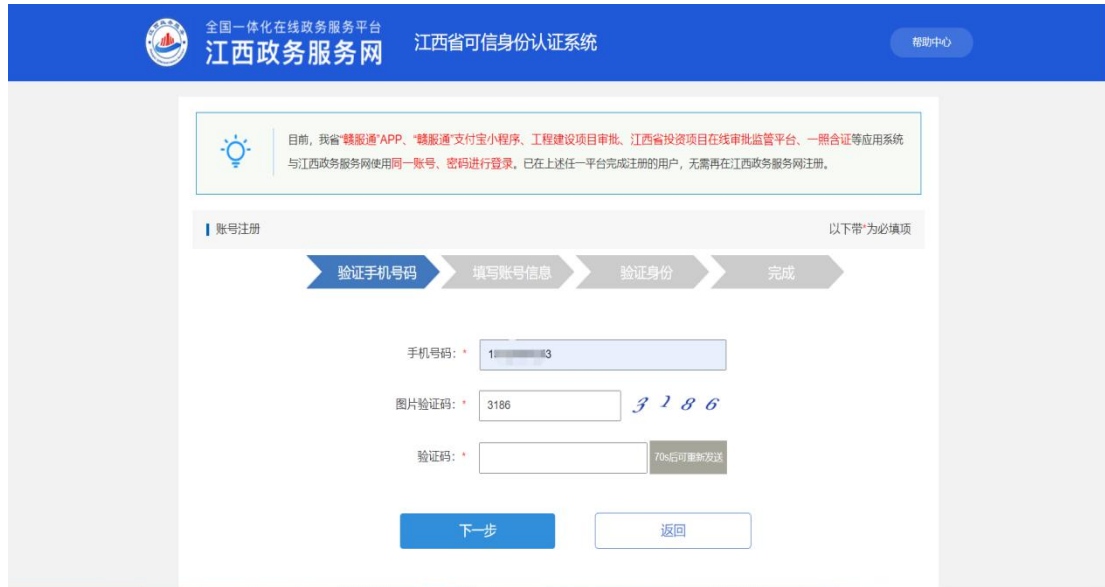 全国一体化在线政务服务平台
江西政务服务网
江西省可信身份认证系统
帮助中心
目前，我省“赣服通”APP、“赣服通”支付宝小程序、工程建设项目审批、江西省投资项目在线审批监管平台、一照含证等应用系统
与江西政务服务网使用同一账号、密码进行登录。已在上述任一平台完成注册的用户，无需再在江西政务服务网注册。
账号注册
以下带*为必填项
验证手机号码
填写账号信息
验证身份
完成
手机号码：*
1 3
图片验证码：*
3186
3186
验证码：*
70s后可重新发送
下一步
返回